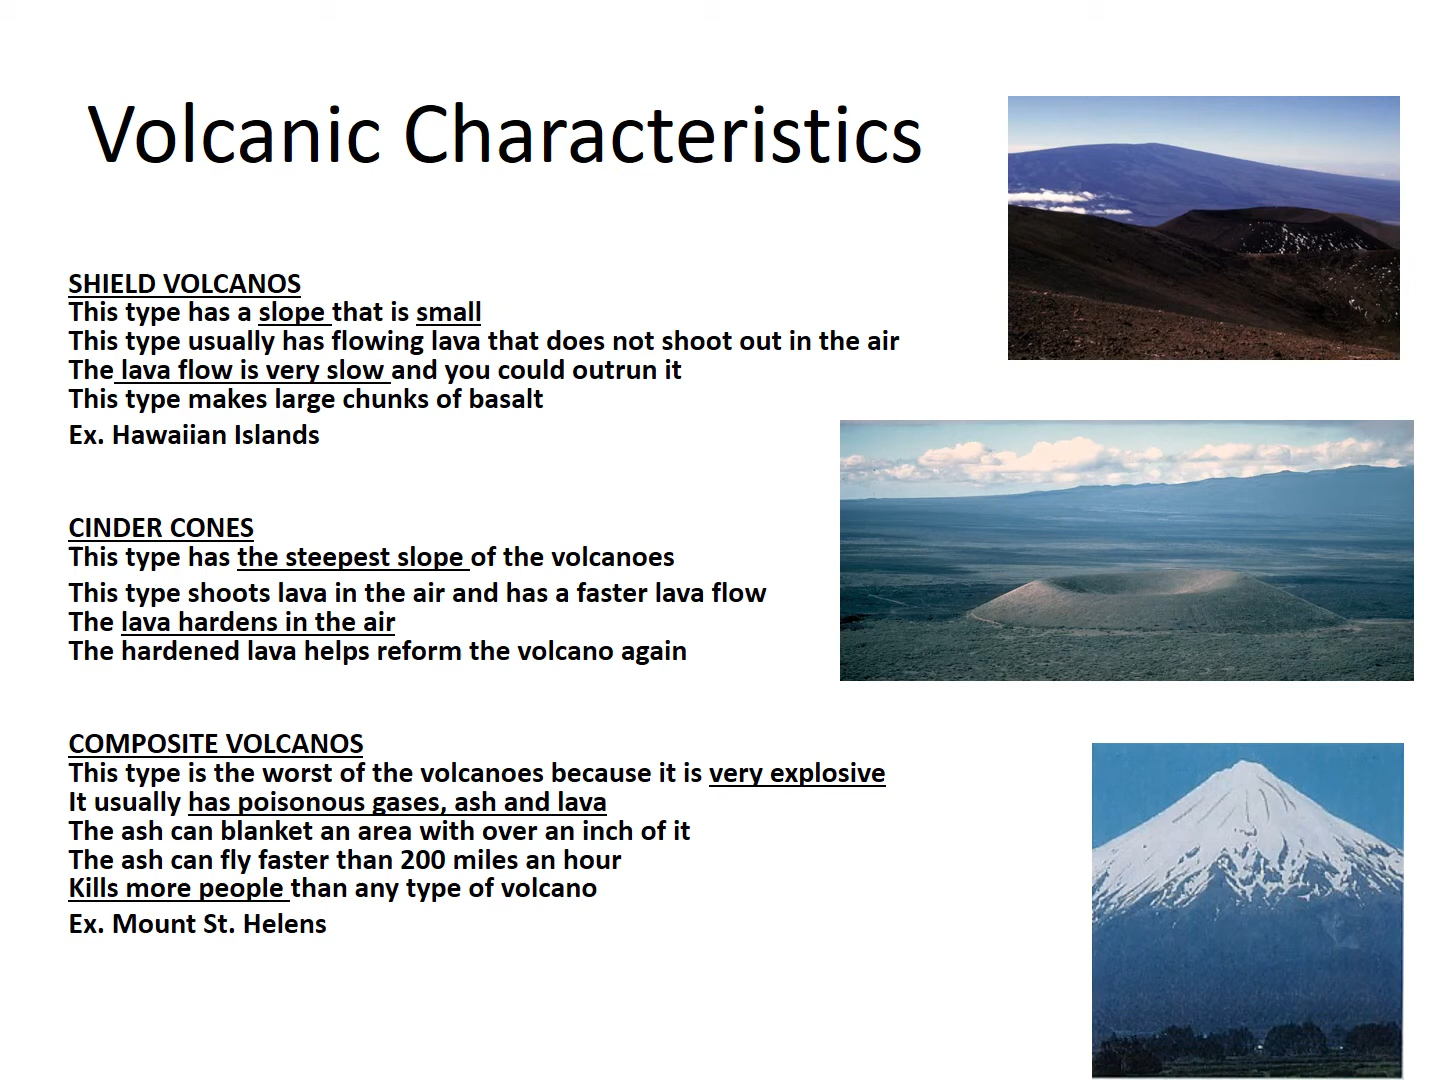 Volcanic Characteristics
SHIELD VOLCANOS
This type has a slope that is small
This type usually has flowing lava that does not shoot out in the air
The lava flow is very slow and you could outrun it
This type makes large chunks of basalt
Ex. Hawaiian Islands
CINDER CONES
This type has the steepest slope of the volcanoes
This type shoots lava in the air and has a faster lava flow
The lava hardens in the air
The hardened lava helps reform the volcano again
COMPOSITE VOLCANOS
This type is the worst of the volcanoes because it is very explosive
It usually has poisonous gases, ash and lava
The ash can blanket an area with over an inch of it
The ash can fly faster than 200 miles an hour
Kills more people than any type of volcano
Ex. Mount St. Helens